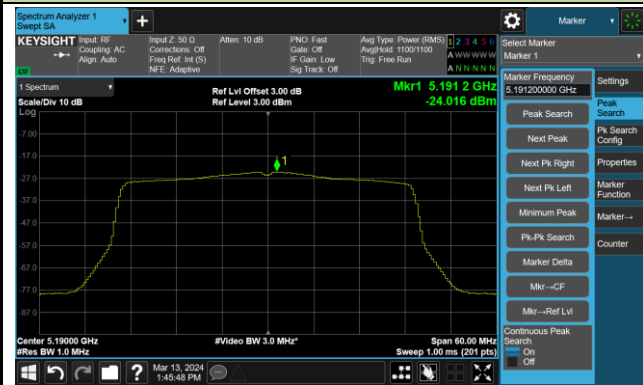 Spectrum Analyzer 1
Swept SA
+
Marker
KEYSIGHT
Input: RF
Coupling: AC
Align: Auto
Input Z: 50 Ω
Corrections: Off
Freq Ref: Int (S)
NFE: Adaptive
Atten: 10 dB
PNO: Fast
Gate: Off
IF Gain: Low
Sig Track: Off
Avg Type: Power (RMS)
Avg|Hold: 1100/1100
Trig: Free Run
1 2 3 4 5 6
A W W W W W
A N N N N N
Select Marker
Marker 1
1 Spectrum
Scale/Div 10 dB
Log
Ref Lvl Offset 3.00 dB
Ref Level 3.00 dBm
Mkr1 5.191 2 GHz
-24.016 dBm
-7.00
-17.0
-27.0
-37.0
-47.0
-57.0
-67.0
-77.0
-87.0
1
Center 5.19000 GHz
#Res BW 1.0 MHz
#Video BW 3.0 MHz*
Span 60.00 MHz
Sweep 1.00 ms (201 pts)
Marker Frequency
5.191200000 GHz
Peak Search
Next Peak
Next Pk Right
Next Pk Left
Minimum Peak
Pk-Pk Search
Marker Delta
Mkr→CF
Mkr→Ref Lvl
Continuous Peak
Search
On
Off
Settings
Peak
Search
Pk Search
Config
Properties
Marker
Function
Marker→
Counter
?
Mar 13, 2024
1:45:48 PM